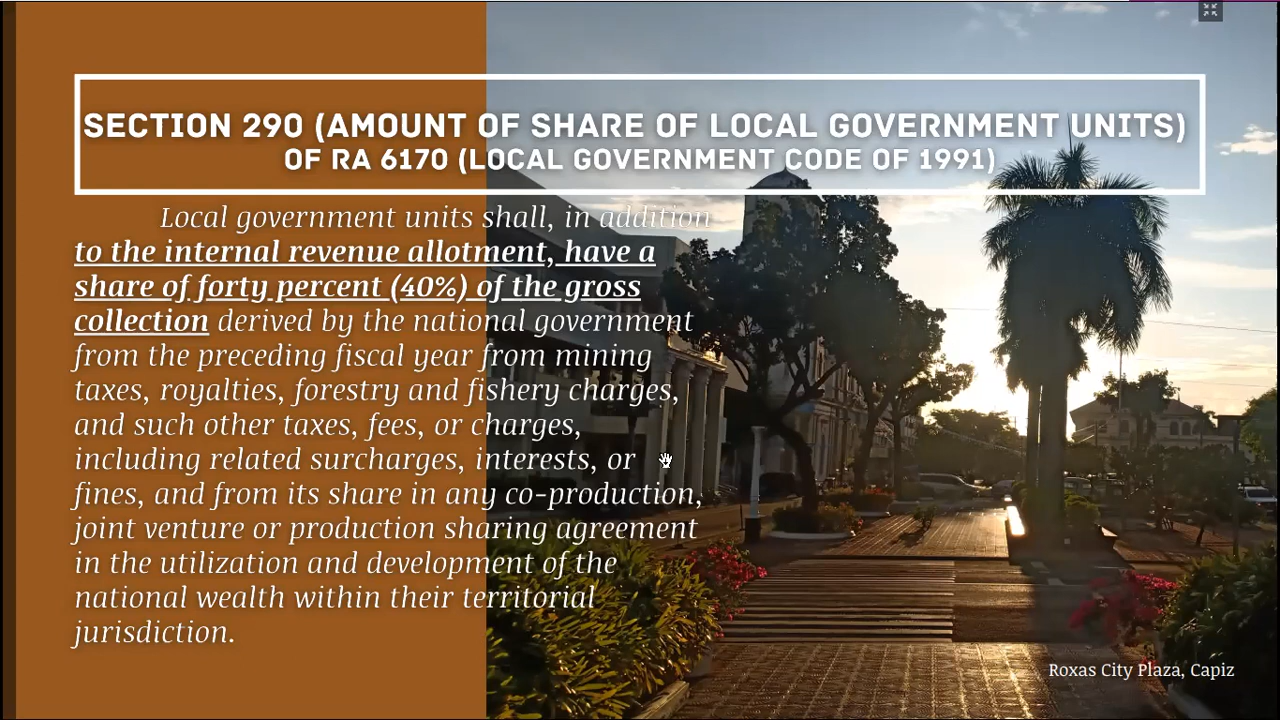 SECTION 290 (AMOUNT OF SHARE OF LOCAL GOVERNMENT UNITS)
OF RA 6170 (LOCAL GOVERNMENT CODE OF 1991)
Local government units shall, in addition
to the internal revenue allotment, have a
share of forty percent (40%) of the gross
collection derived by the national government
from the preceding fiscal year from mining
taxes, royalties, forestry and fishery charges,
and such other taxes, fees, or charges,
including related surcharges, interests, or
fines, and from its share in any co-production,
joint venture or production sharing agreement
in the utilization and development of the
national wealth within their territorial
jurisdiction.
Roxas City Plaza, Capiz